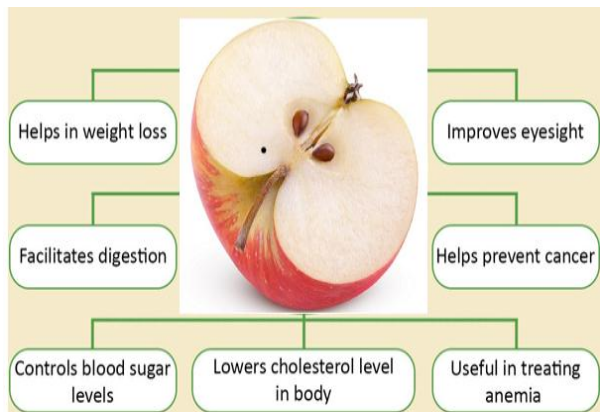 Helps in weight loss
Improves eyesight
Facilitates digestion
Helps prevent cancer
Controls blood sugar
levels
Lowers cholesterol level
in body
Useful in treating
anemia